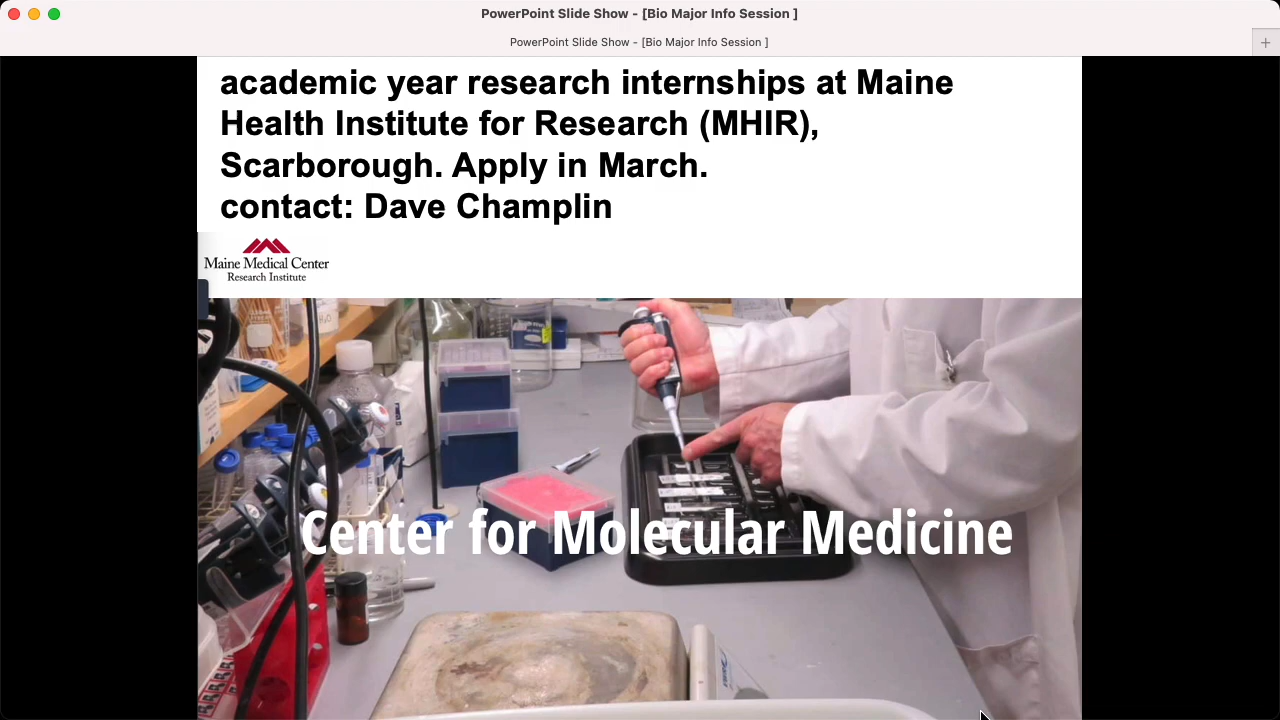 PowerPoint Slide Show - [Bio Major Info Session ]
PowerPoint Slide Show - [Bio Major Info Session ]
academic year research internships at Maine
Health Institute for Research (MHIR),
Scarborough. Apply in March.
contact: Dave Champlin
Maine Medical Center
Research Institute
Center for Molecular Medicine